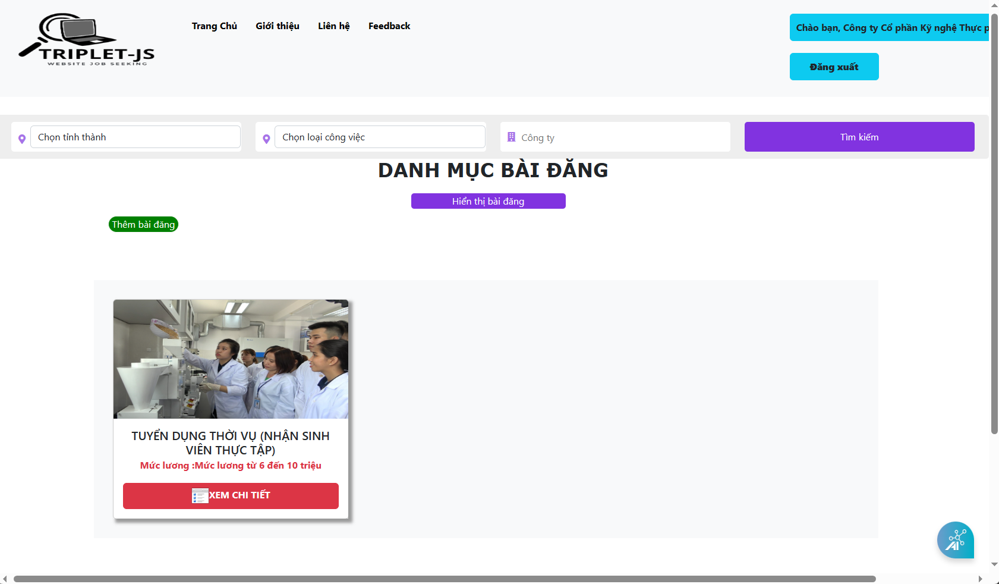 TRIPLET-JS
WEBSITE JOB SEEKING
Trang Chủ
Giới thiệu
Liên hệ
Feedback
Chào bạn, Công ty Cổ phần Kỹ nghệ Thực p
Đăng xuất
Chọn tỉnh thành
Chọn loại công việc
Công ty
Tìm kiếm
DANH MỤC BÀI ĐĂNG
Hiển thị bài đăng
Thêm bài đăng
TUYỂN DỤNG THỜI VỤ (NHẬN SINH
VIÊN THỰC TẬP)
Mức lương :Mức lương từ 6 đến 10 triệu
XEM CHI TIẾT
AI